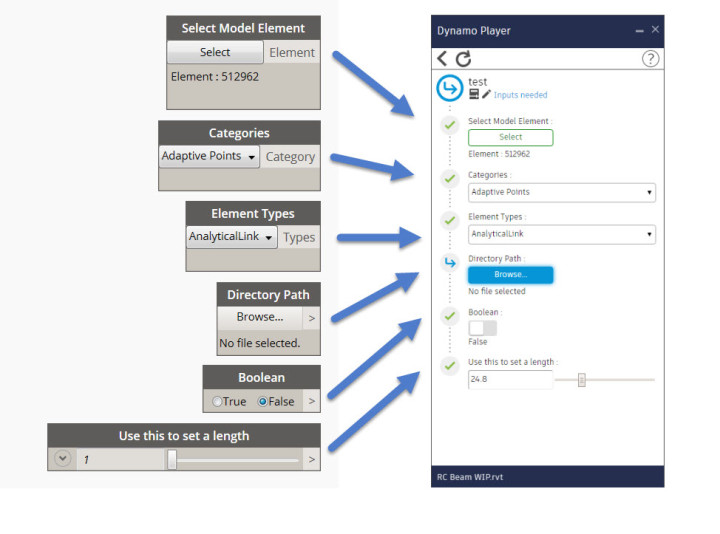 Select Model Element
Select Element
Element : 512962
Categories
Adaptive Points Category
Element Types
AnalyticalLink Types
Directory Path
Browse... >
No file selected.
Boolean
True False >
Use this to set a length
1 >
Dynamo Player
?
test
Inputs needed
Select Model Element :
Select
Element : 512962
Categories :
Adaptive Points
Element Types :
AnalyticalLink
Directory Path :
Browse...
No file selected
Boolean :
False
Use this to set a length :
24.8
RC Beam WIP.rvt